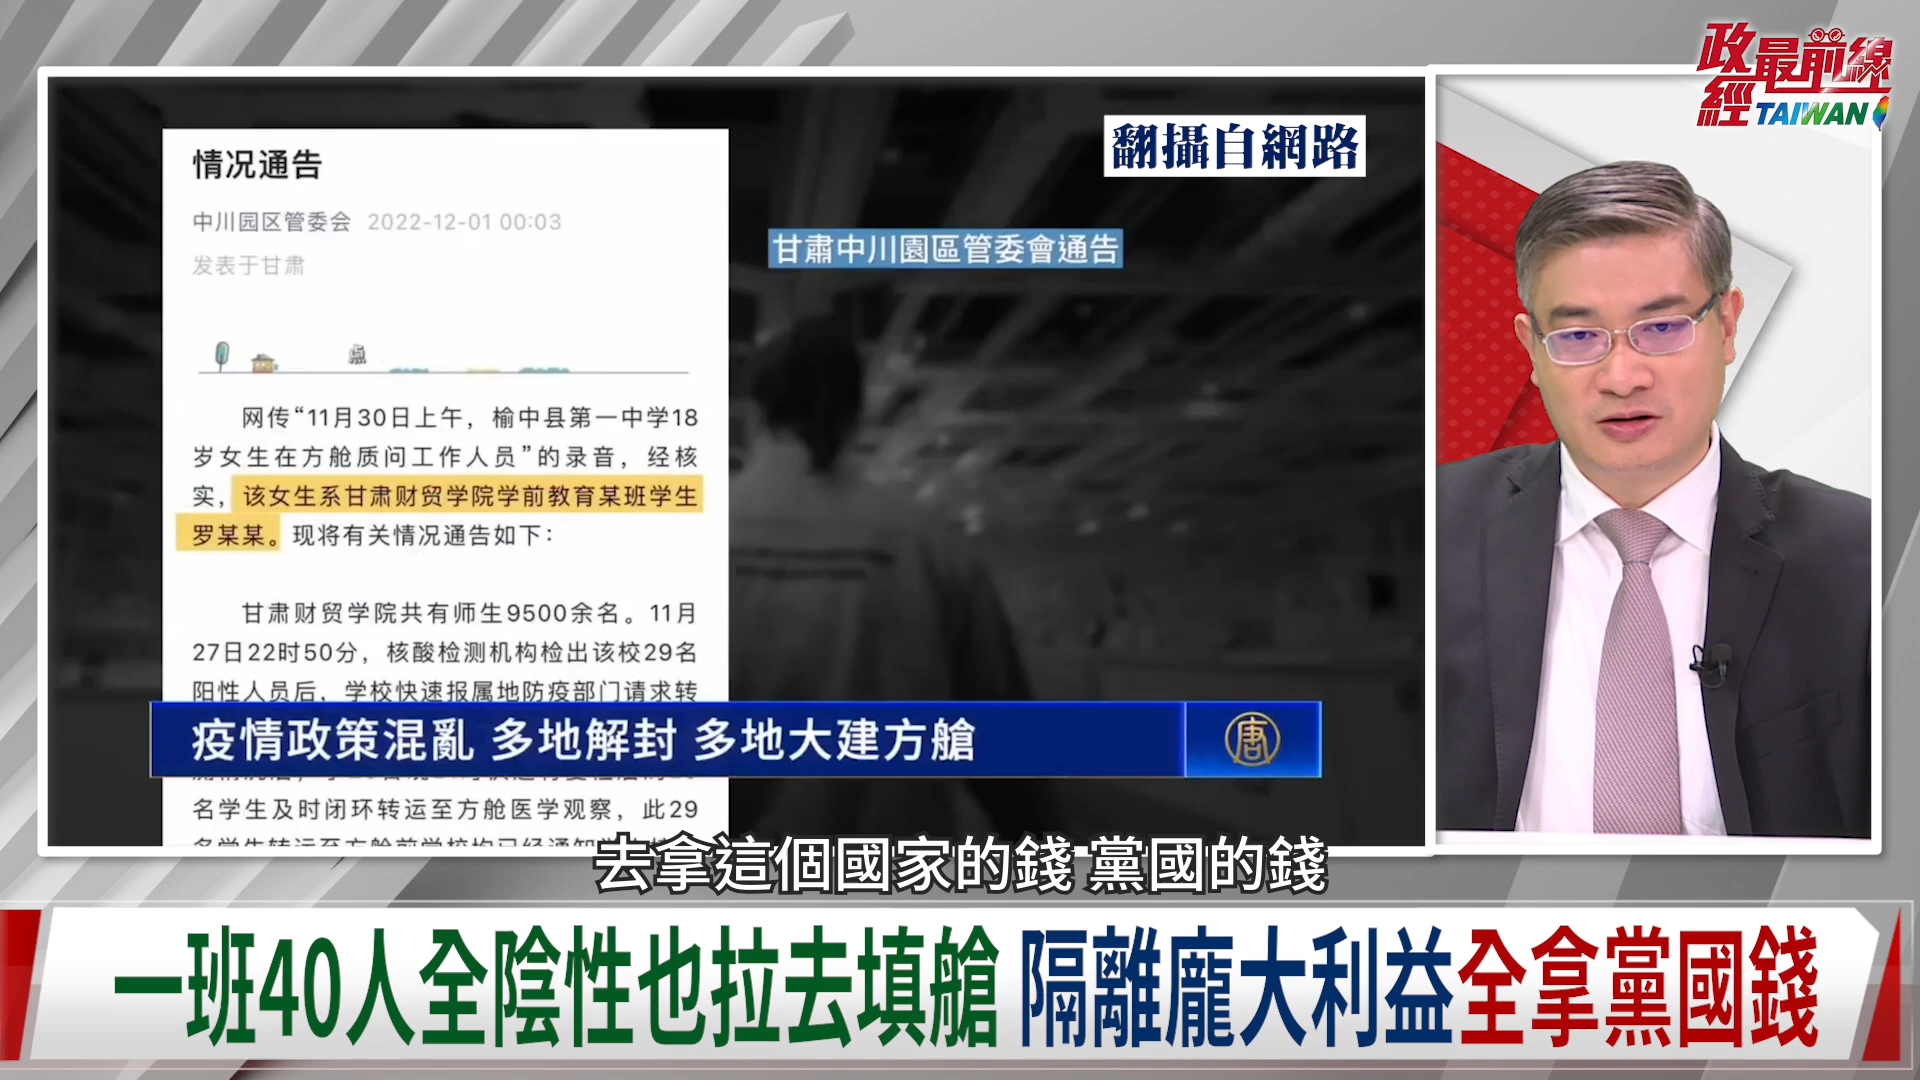 政經最前線
TAIWAN
翻攝自網路
情况通告
中川园区管委会 2022-12-01 00:03
发表于甘肃
甘肅中川園區管委會通告
网传“11月30日上午，榆中县第一中学18
岁女生在方舱质问工作人员”的录音，经核
实，该女生系甘肃财贸学院学前教育某班学生
罗某某。现将有关情况通告如下：
甘肃财贸学院共有师生9500余名。11月
27日22时50分，核酸检测机构检出该校29名
阳性人员后，学校快速报属地防疫部门请求转
疫情政策混亂 多地解封 多地大建方艙
唐
名学生及时闭环转运至方舱医学观察，此29
去拿這個國家的錢 黨國的錢
一班40人全陰性也拉去填艙 隔離龐大利益全拿黨國錢